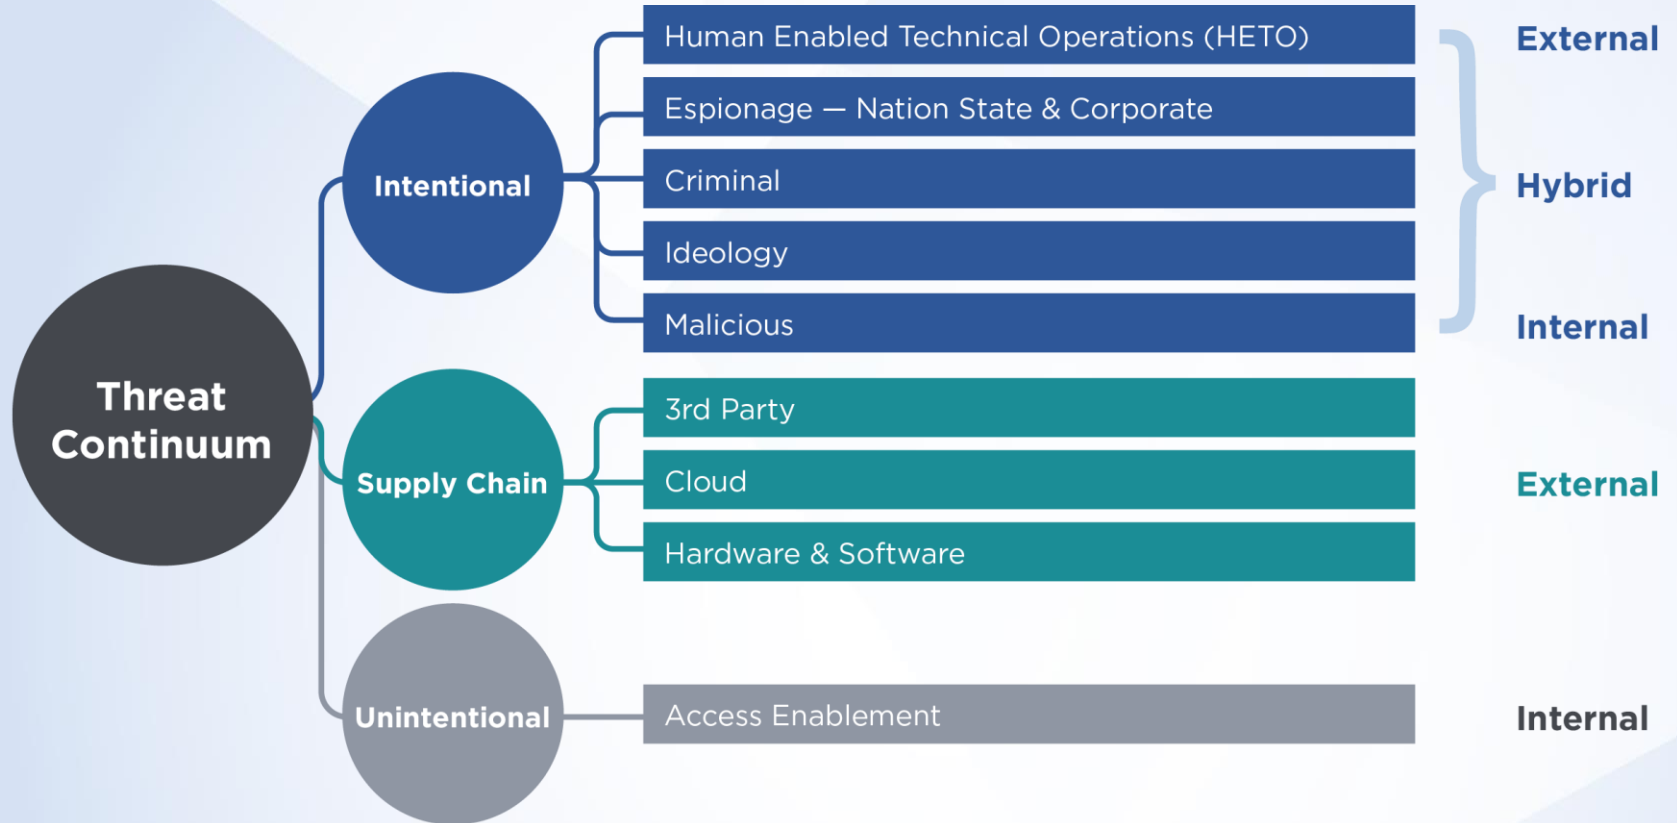 Human Enabled Technical Operations (HETO)
External
Espionage — Nation State & Corporate
Intentional
Criminal
Hybrid
Ideology
Malicious
Internal
Threat
Continuum
3rd Party
Supply Chain
Cloud
External
Hardware & Software
Unintentional
Access Enablement
Internal